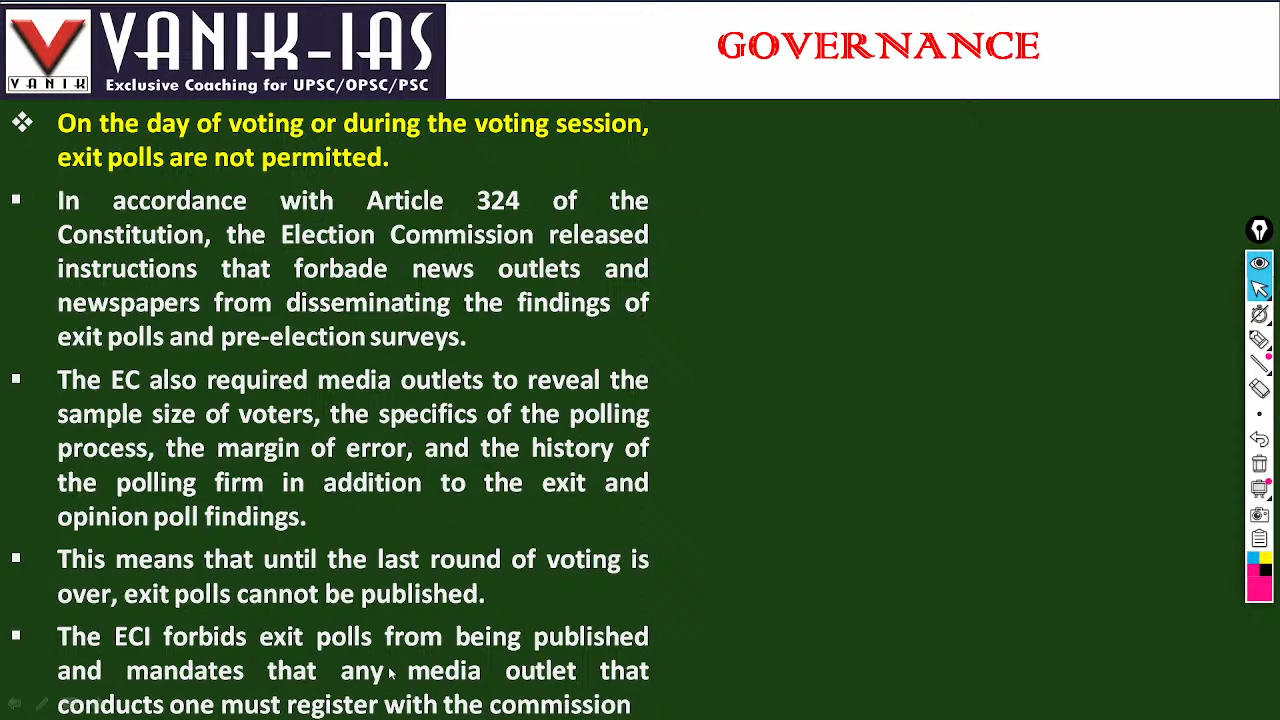 VANIK
VANIK-IAS
Exclusive Coaching for UPSC/OPSC/PSC
GOVERNANCE
On the day of voting or during the voting session,
exit polls are not permitted.
In accordance with Article 324 of the
Constitution, the Election Commission released
instructions that forbade news outlets and
newspapers from disseminating the findings of
exit polls and pre-election surveys.
The EC also required media outlets to reveal the
sample size of voters, the specifics of the polling
process, the margin of error, and the history of
the polling firm in addition to the exit and
opinion poll findings.
This means that until the last round of voting is
over, exit polls cannot be published.
The ECI forbids exit polls from being published
and mandates that any media outlet that
conducts one must register with the commission